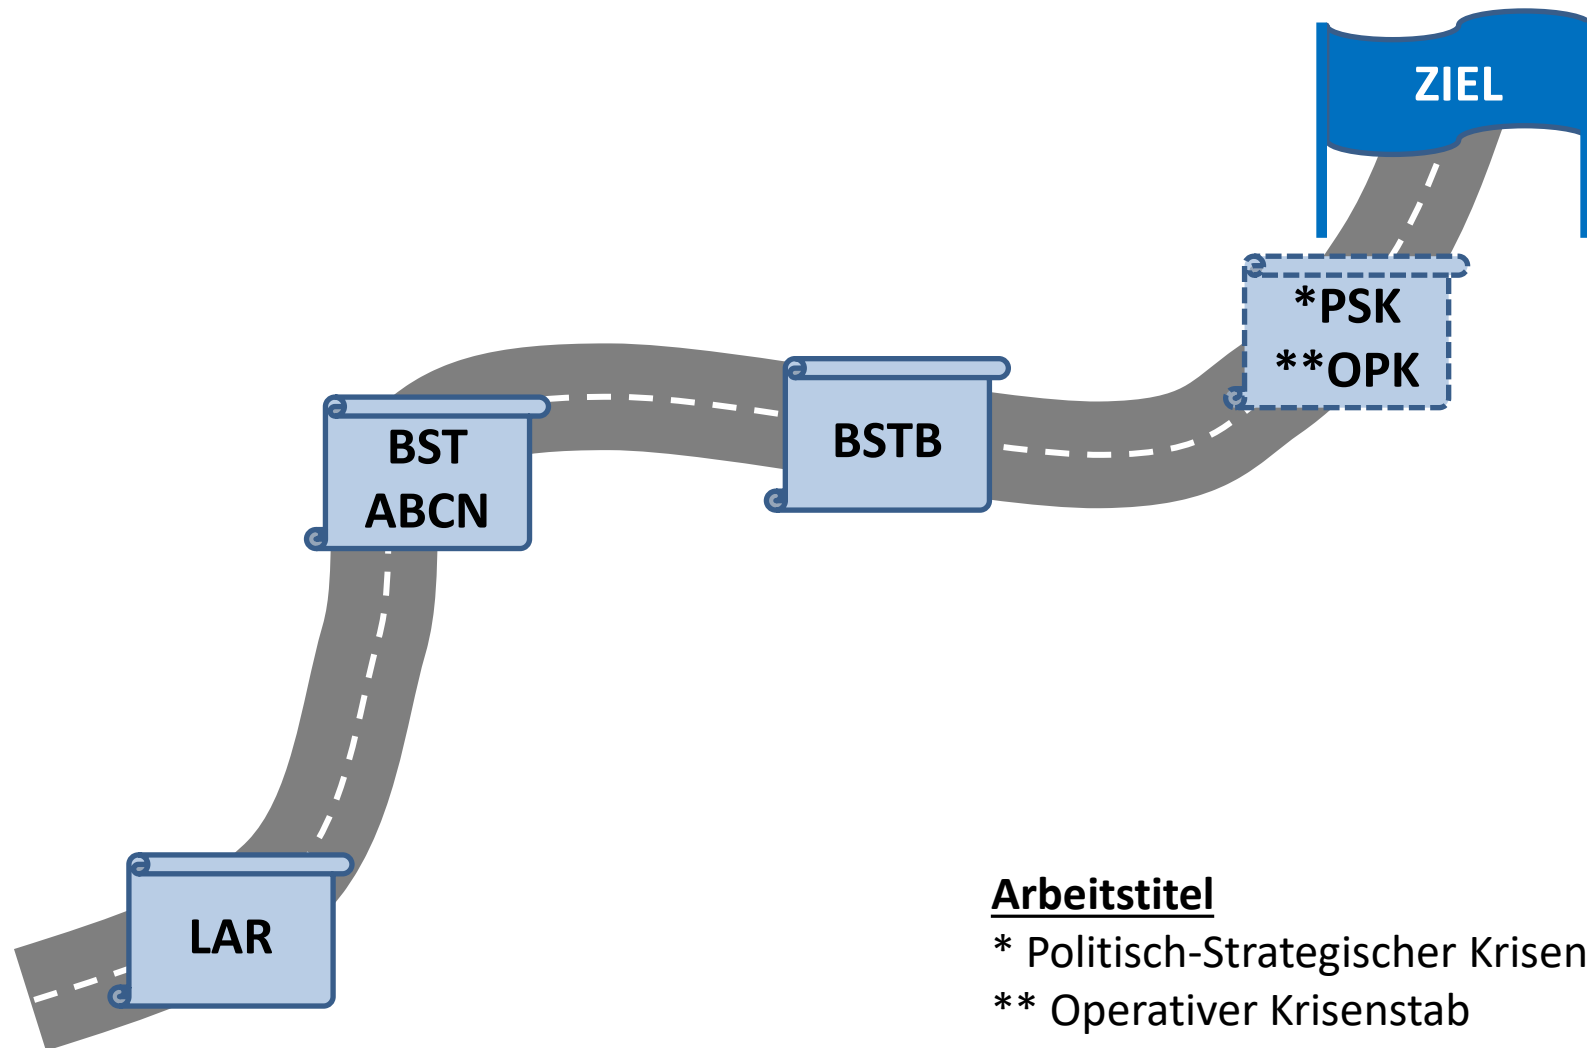 ZIEL
*PSK
**OPK
BST
ABCN
BSTB
LAR
Arbeitstitel
* Politisch-Strategischer Krisen
** Operativer Krisenstab